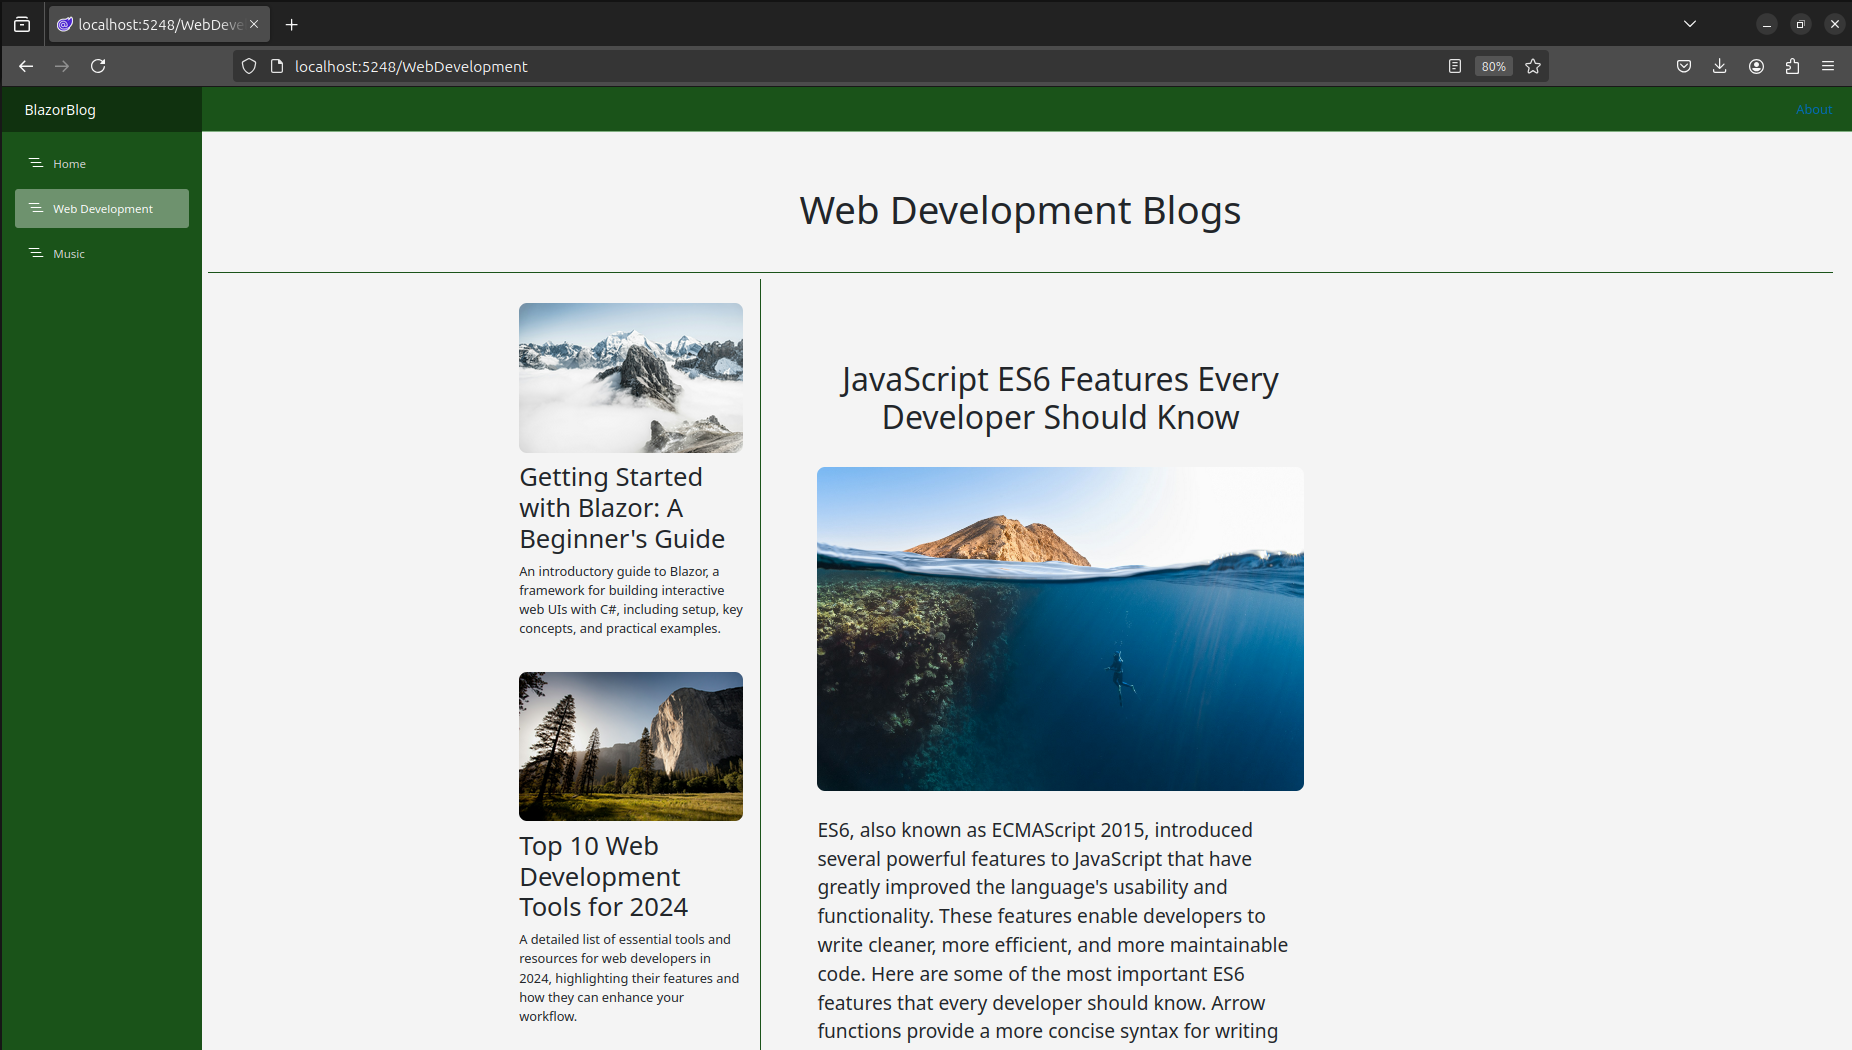 localhost:5248/WebDeve
localhost:5248/WebDevelopment
80%
BlazorBlog
About
Home
Web Development
Music
Web Development Blogs
Getting Started
with Blazor: A
Beginner's Guide
An introductory guide to Blazor, a
framework for building interactive
web UIs with C#, including setup, key
concepts, and practical examples.
Top 10 Web
Development
Tools for 2024
A detailed list of essential tools and
resources for web developers in
2024, highlighting their features and
how they can enhance your
workflow.
JavaScript ES6 Features Every
Developer Should Know
ES6, also known as ECMAScript 2015, introduced
several powerful features to JavaScript that have
greatly improved the language's usability and
functionality. These features enable developers to
write cleaner, more efficient, and more maintainable
code. Here are some of the most important ES6
features that every developer should know. Arrow
functions provide a more concise syntax for writing